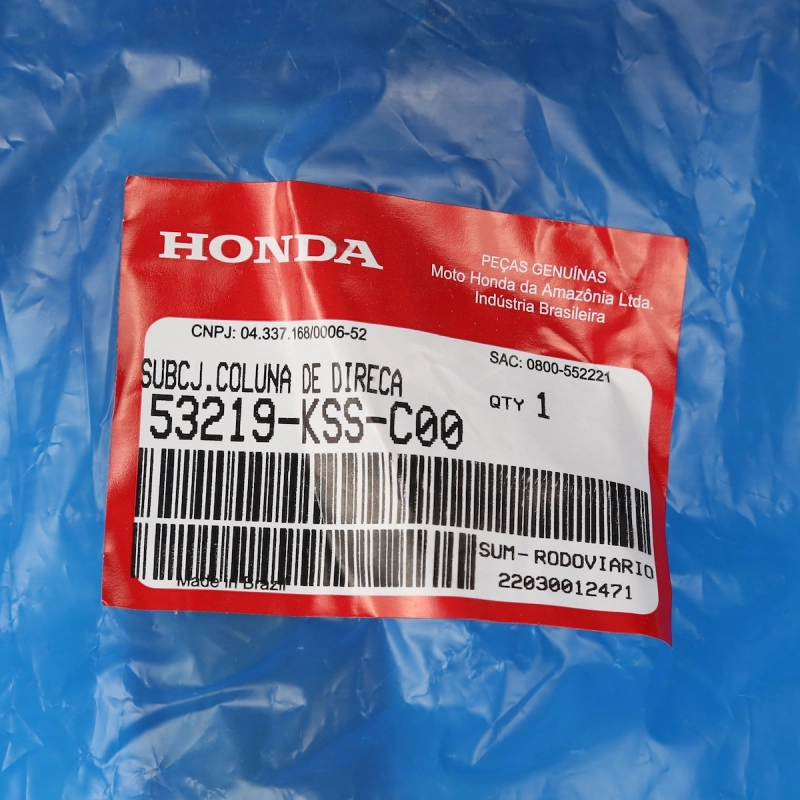 HONDA
PEÇAS GENUÍNAS
Moto Honda da Amazônia Ltda.
Indústria Brasileira
CNPJ: 04.337.168/0006-52
SAC: 0800-552221
SUBCJ.COLUNA DE DIRECA
QTY 1
53219-KSS-C00
SUM-RODOVIARIO
22030012471
Made in Brazil